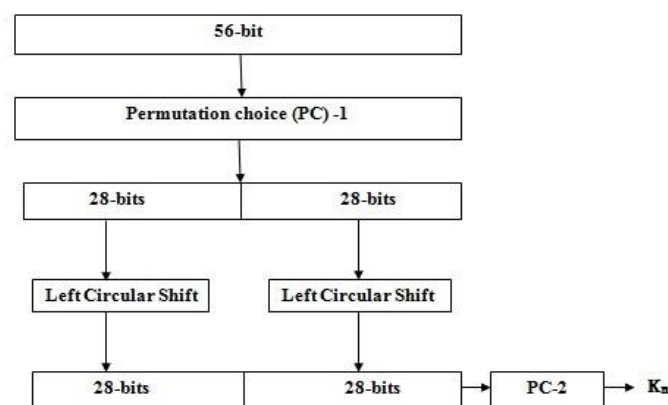 56-bit
Permutation choice (PC) -1
28-bits 28-bits
Left Circular Shift Left Circular Shift
28-bits 28-bits PC-2 Kn